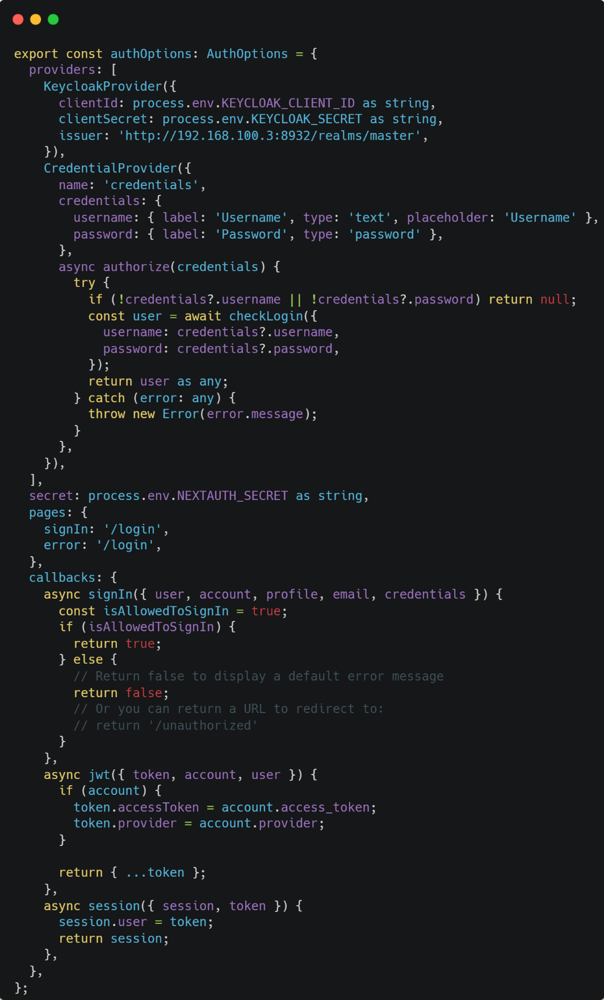 export const authOptions: AuthOptions = {
  providers: [
    KeycloakProvider({
      clientId: process.env.KEYCLOAK_CLIENT_ID as string,
      clientSecret: process.env.KEYCLOAK_SECRET as string,
      issuer: 'http://192.168.100.3:8932/realms/master',
    }),
    CredentialProvider({
      name: 'credentials',
      credentials: {
        username: { label: 'Username', type: 'text', placeholder: 'Username' },
        password: { label: 'Password', type: 'password' },
      },
      async authorize(credentials) {
        try {
          if (!credentials?.username || !credentials?.password) return null;
          const user = await checkLogin({
            username: credentials?.username,
            password: credentials?.password,
          });
          return user as any;
        } catch (error: any) {
          throw new Error(error.message);
        }
      },
    }),
  ],
  secret: process.env.NEXTAUTH_SECRET as string,
  pages: {
    signIn: '/login',
    error: '/login',
  },
  callbacks: {
    async signIn({ user, account, profile, email, credentials }) {
      const isAllowedToSignIn = true;
      if (isAllowedToSignIn) {
        return true;
      } else {
        // Return false to display a default error message
        return false;
        // Or you can return a URL to redirect to:
        // return '/unauthorized'
      }
    },
    async jwt({ token, account, user }) {
      if (account) {
        token.accessToken = account.access_token;
        token.provider = account.provider;
      }

      return { ...token };
    },
    async session({ session, token }) {
      session.user = token;
      return session;
    },
  },
};